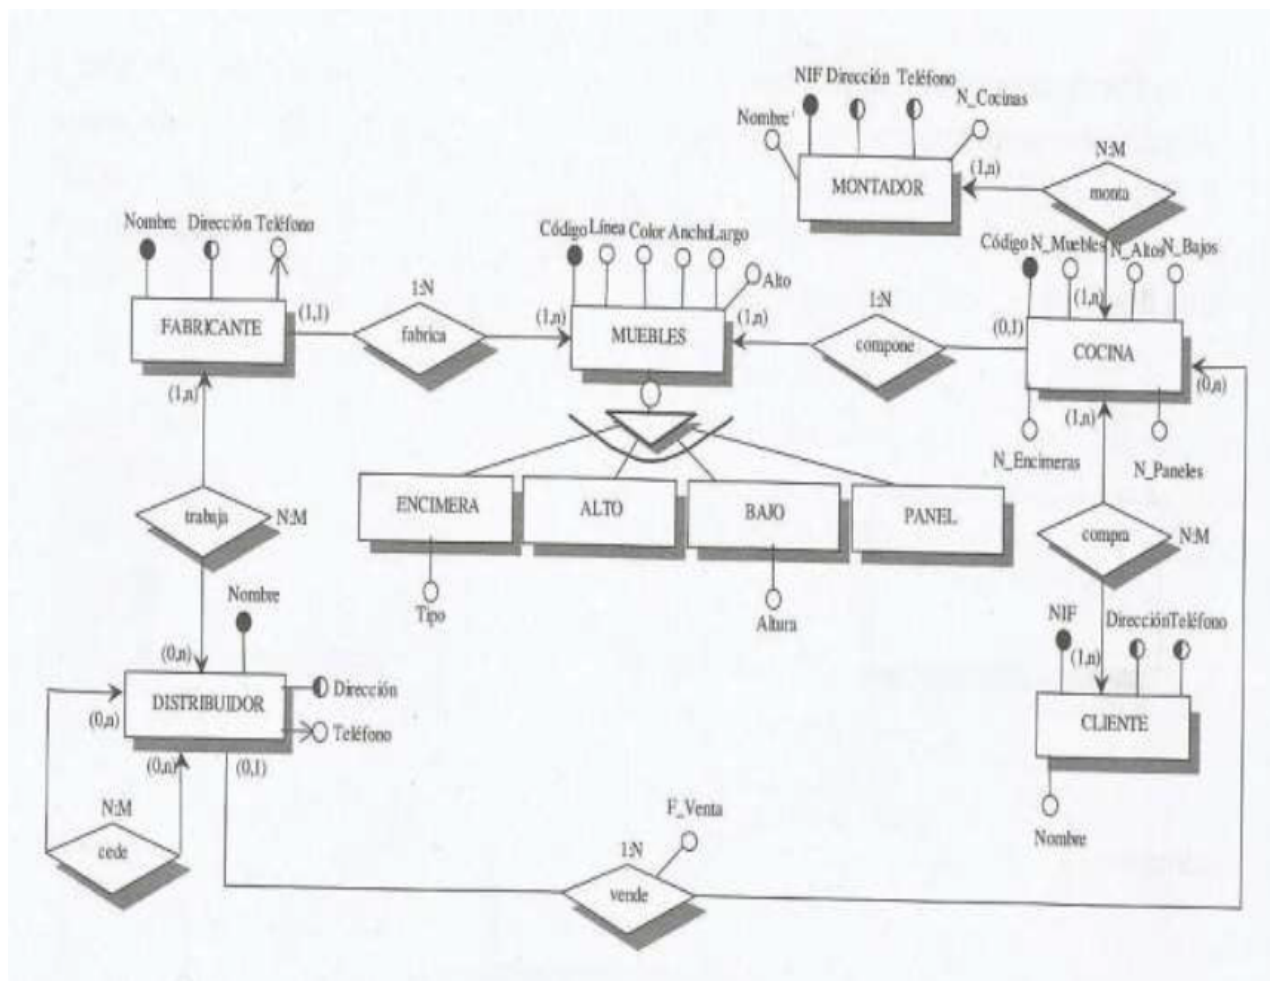 NIF Dirección Teléfono
N_Cocinas
Nombre
N:M
(1,n)
MONTADOR
monta
Nombre Dirección Teléfono
Código Línea Color Ancho Largo
Código N_Muebles N_Altos N_Bajos
Alto
1:N
1:N
(1,n)
(1,1)
(1,n)
(1,n)
(0,1)
FABRICANTE
fabrica
MUEBLES
compone
COCINA
(0,n)
(1,n)
(1,n)
N_Encimeras
N_Paneles
ENCIMERA
ALTO
BAJO
PANEL
trabaja
N:M
compra
N:M
Tipo
Altura
Nombre
NIF
Dirección Teléfono
(0,n)
(1,n)
Dirección
DISTRIBUIDOR
(0,n)
Teléfono
CLIENTE
(0,n)
(0,1)
N:M
F_Venta
Nombre
cede
1:N
vende